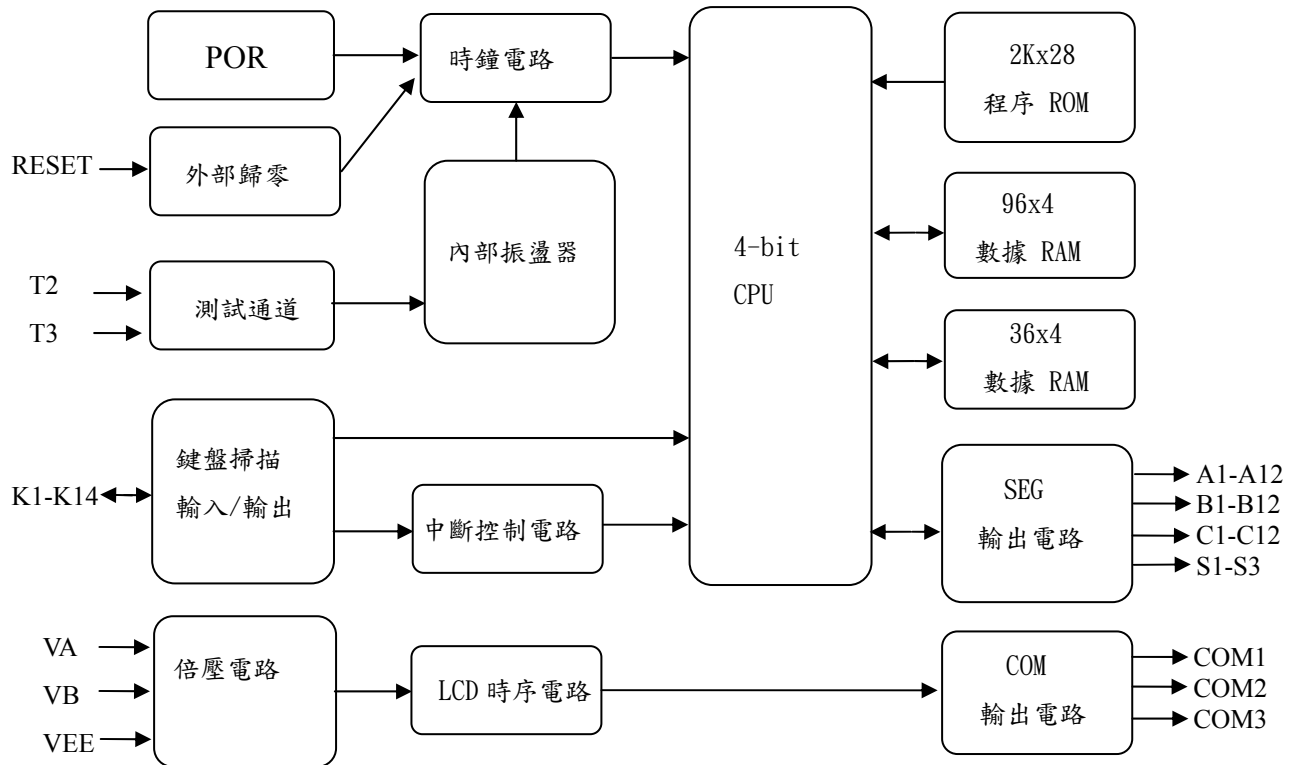 POR
時鐘電路
2Kx28
程序 ROM
RESET
外部歸零
內部振盪器
4-bit
CPU
96x4
數據 RAM
T2
T3
測試通道
36x4
數據 RAM
K1-K14
鍵盤掃描
輸入/輸出
中斷控制電路
SEG
輸出電路
A1-A12
B1-B12
C1-C12
S1-S3
VA
VB
VEE
倍壓電路
LCD 時序電路
COM
輸出電路
COM1
COM2
COM3